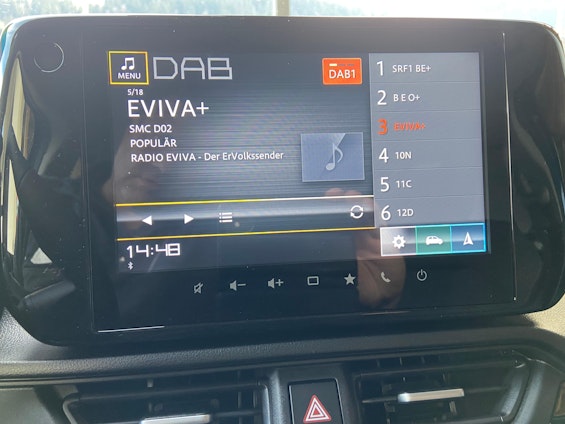 MENU
DAB
DAB1
5/18
EVIVA+
SMC D02
POPULÄR
RADIO EVIVA - Der ErVolkssender
14:48
1 SRF1 BE+
2 B E O+
3 EVIVA+
4 10N
5 11C
6 12D